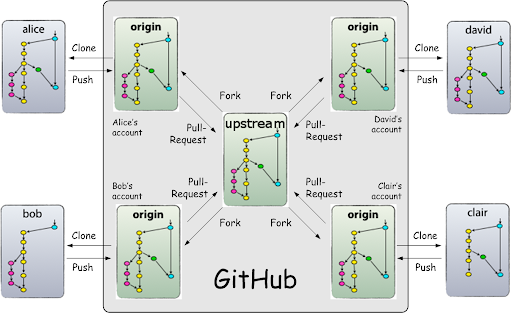 alice
origin
origin
david
Clone
Push
Clone
Push
Fork
Fork
Alice's
account
David's
account
Pull-
Request
upstream
Pull-
Request
Bob's
account
Pull-
Request
Pull-
Request
Clair's
account
bob
origin
Fork
Fork
origin
clair
Clone
Push
Clone
Push
GitHub